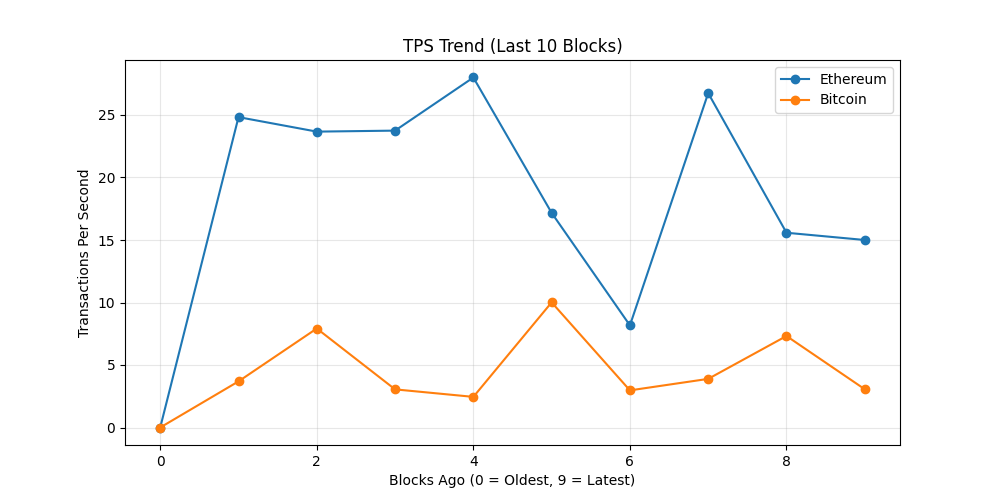 TPS Trend (Last 10 Blocks)
Ethereum
Bitcoin
Transactions Per Second
25
20
15
10
5
0
0 2 4 6 8
Blocks Ago (0 = Oldest, 9 = Latest)